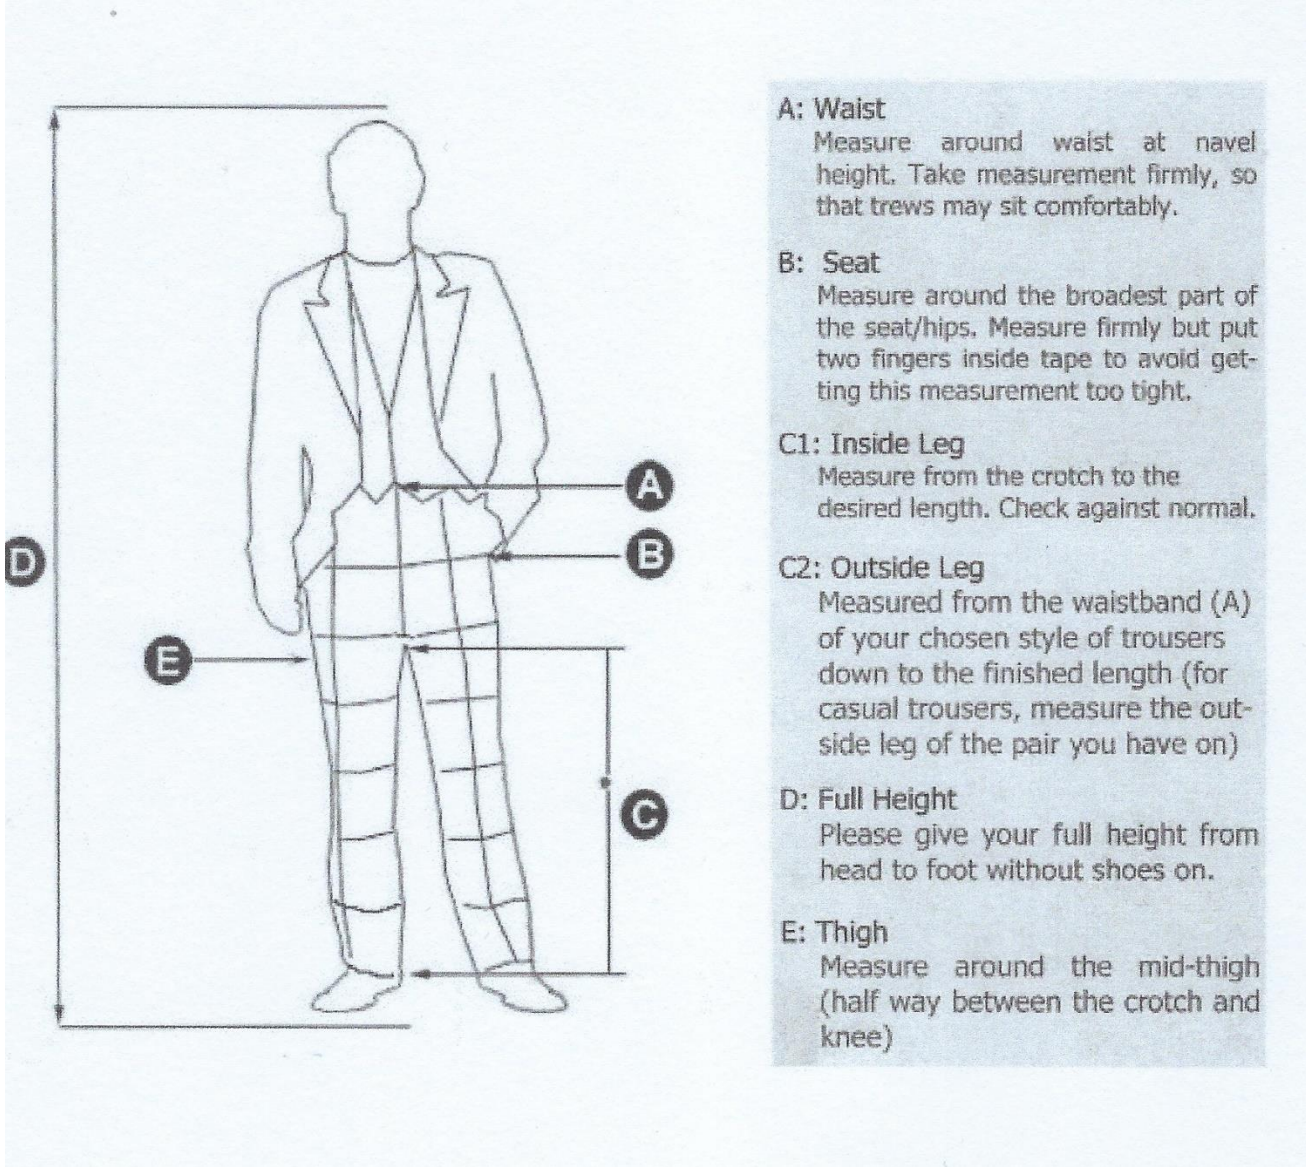 A: Waist
Measure around waist at navel
height. Take measurement firmly, so
that trews may sit comfortably.
B: Seat
Measure around the broadest part of
the seat/hips. Measure firmly but put
two fingers inside tape to avoid get-
ting this measurement too tight.
C1: Inside Leg
Measure from the crotch to the
desired length. Check against normal.
C2: Outside Leg
Measured from the waistband (A)
of your chosen style of trousers
down to the finished length (for
casual trousers, measure the out-
side leg of the pair you have on)
D: Full Height
Please give your full height from
head to foot without shoes on.
E: Thigh
Measure around the mid-thigh
(half way between the crotch and
knee)
A
B
D
E
C